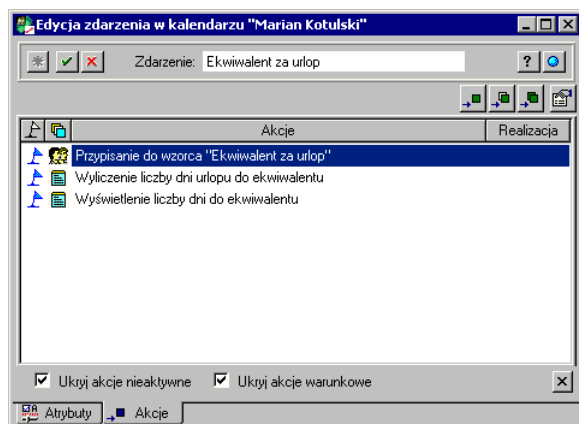 Edycja zdarzenia w kalendarzu "Marian Kotulski"
Zdarzenie: Ekwiwalent za urlop
Akcje Realizacja
Przypisanie do wzorca "Ekwiwalent za urlop"
Wyliczenie liczby dni urlopu do ekwiwalentu
Wyświetlenie liczby dni do ekwiwalentu
Ukryj akcje nieaktywne Ukryj akcje warunkowe
Atrybuty Akcje